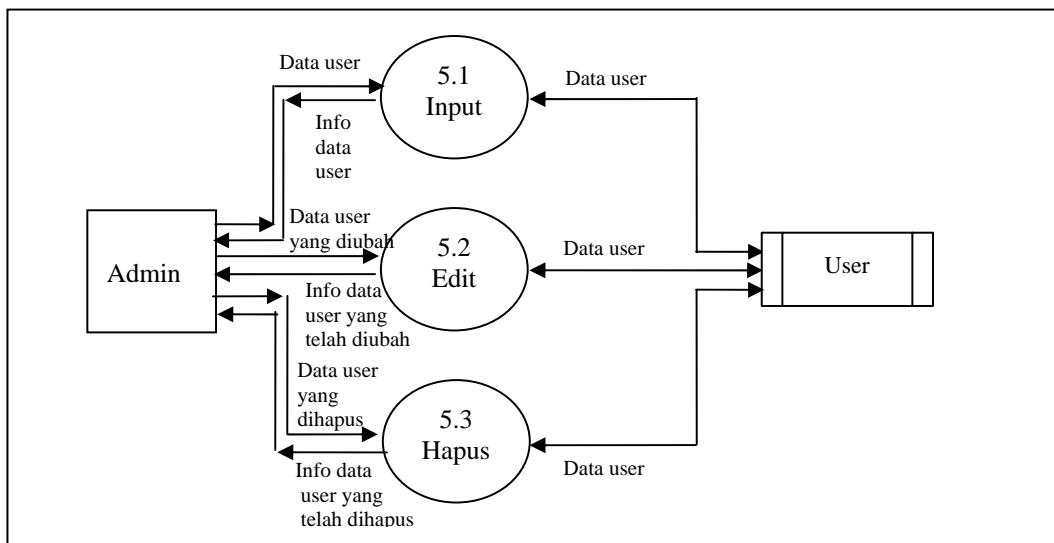 Data user
5.1
Input
Data user
Info
data
user
Admin
Data user
yang diubah
5.2
Edit
Data user
User
Info data
user yang
telah diubah
Data user
yang
dihapus
5.3
Hapus
Data user
Info data
user yang
telah dihapus